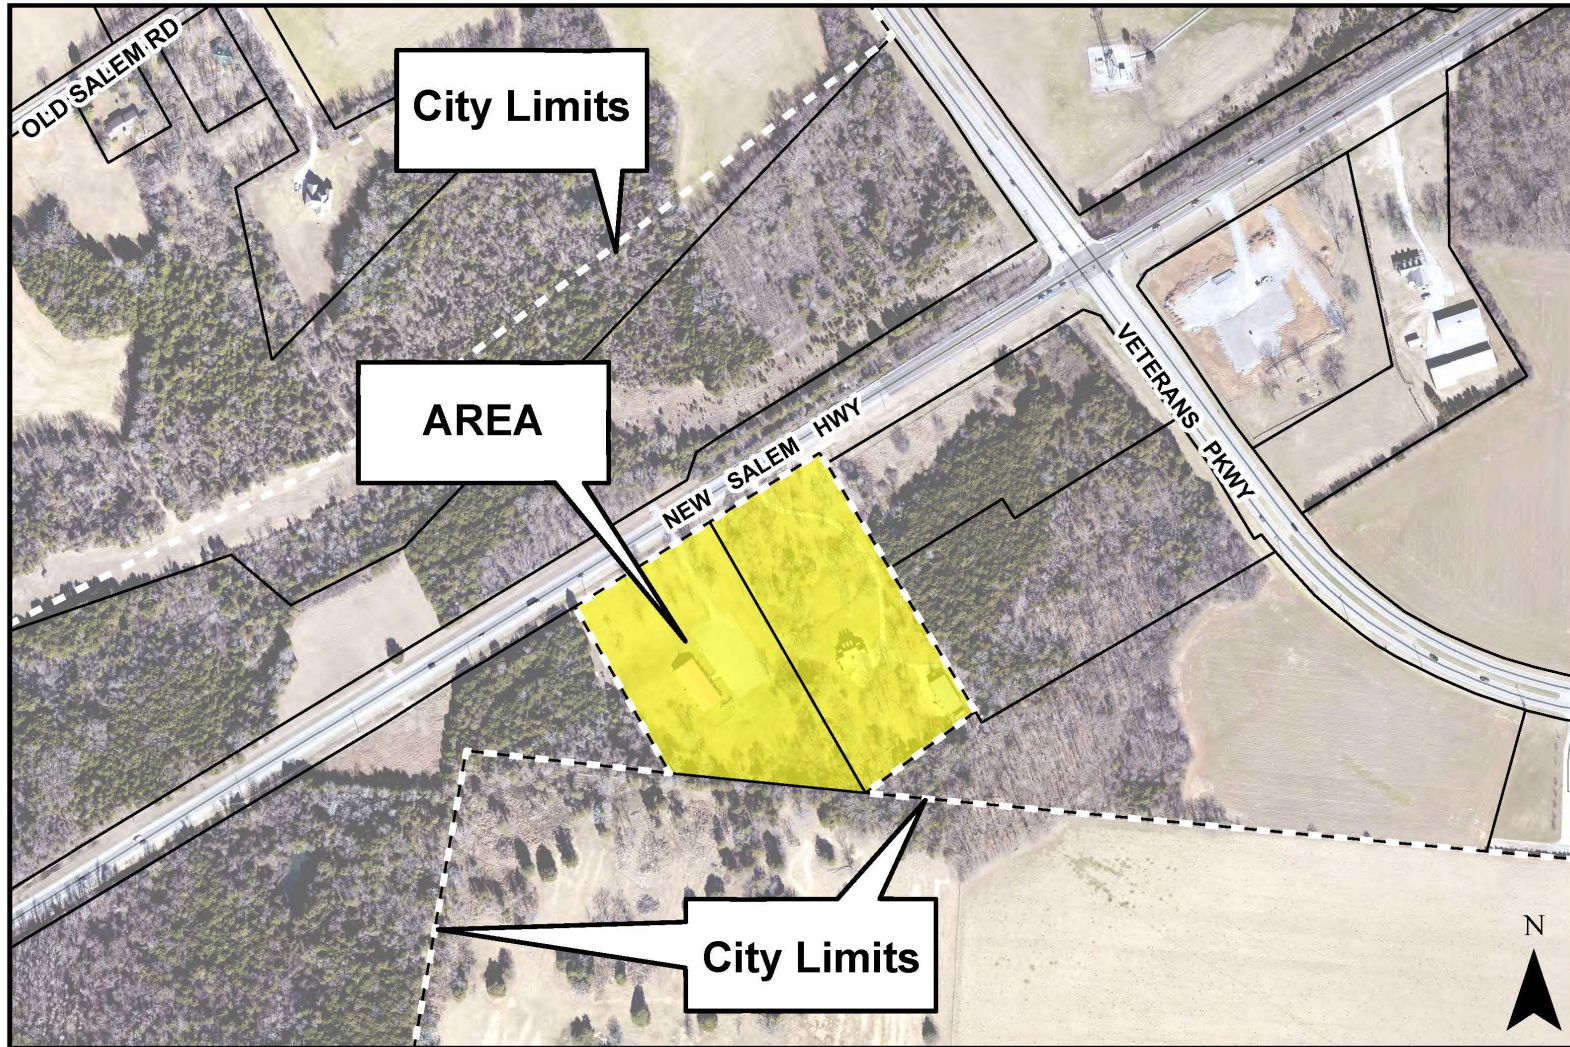 OLD SALEM RD
City Limits
AREA
NEW SALEM HWY
VETERANS PKWY
City Limits
N